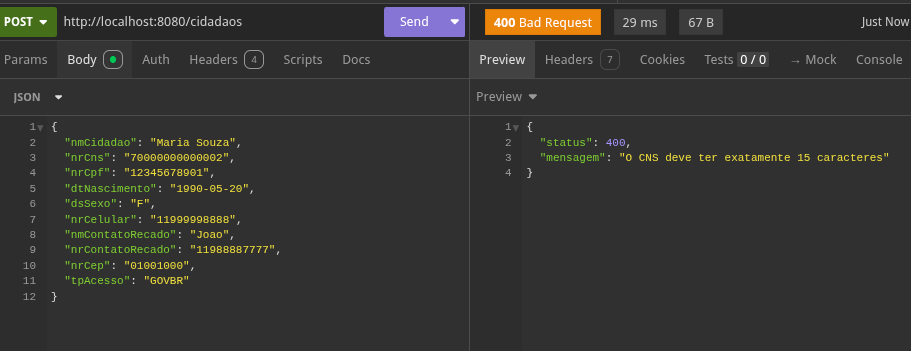 POST http://localhost:8080/cidadaos Send 400 Bad Request 29 ms 67 B Just Now
Params Body Auth Headers 4 Scripts Docs Preview Headers 7 Cookies Tests 0 / 0 → Mock Console
JSON Preview
1 {
2 "nmCidadao": "Maria Souza",
3 "nrCns": "70000000000002",
4 "nrCpf": "12345678901",
5 "dtNascimento": "1990-05-20",
6 "dsSexo": "F",
7 "nrCelular": "11999998888",
8 "nmContatoRecado": "Joao",
9 "nrContatoRecado": "11988887777",
10 "nrCep": "01001000",
11 "tpAcesso": "GOVBR"
12 }
1 {
2 "status": 400,
3 "mensagem": "O CNS deve ter exatamente 15 caracteres"
4 }